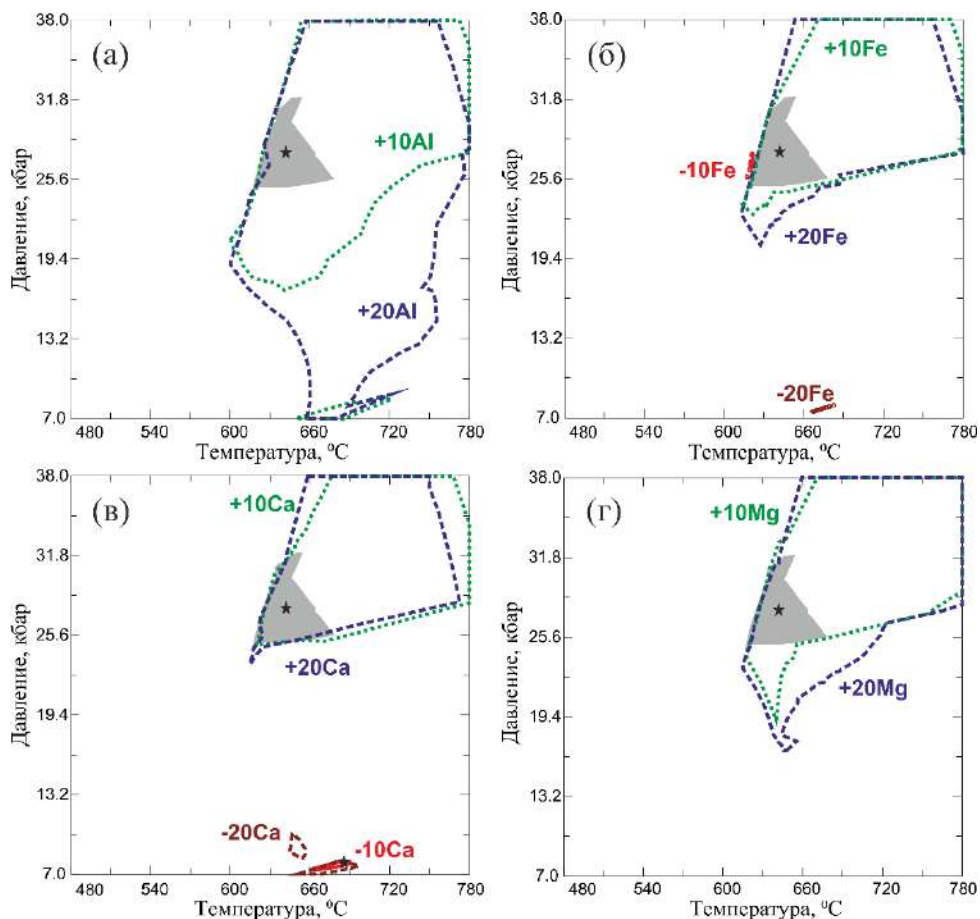 (а)
38.0
31.8
25.6
19.4
13.2
7.0
Давление, кбар
+10Al
+20Al
480 540 600 660 720 780
Температура, ⁰C
(б)
38.0
31.8
25.6
19.4
13.2
7.0
Давление, кбар
+10Fe
-10Fe
+20Fe
-20Fe
480 540 600 660 720 780
Температура, ⁰C
(в)
38.0
31.8
25.6
19.4
13.2
7.0
Давление, кбар
+10Ca
+20Ca
-20Ca
-10Ca
480 540 600 660 720 780
Температура, ⁰C
(г)
38.0
31.8
25.6
19.4
13.2
7.0
Давление, кбар
+10Mg
+20Mg
480 540 600 660 720 780
Температура, ⁰C